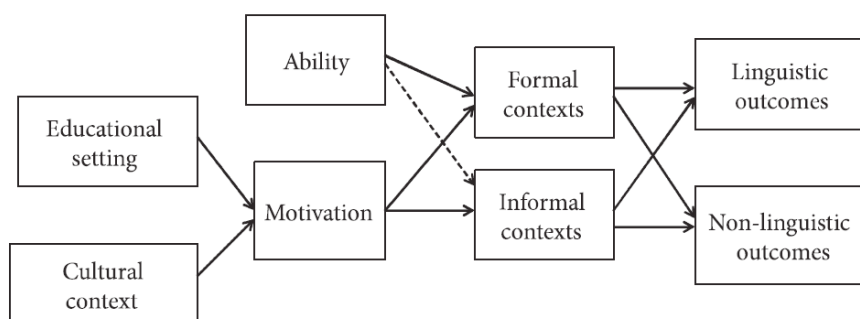 Ability
Formal
contexts
Linguistic
outcomes
Educational
setting
Motivation
Informal
contexts
Non-linguistic
outcomes
Cultural
context